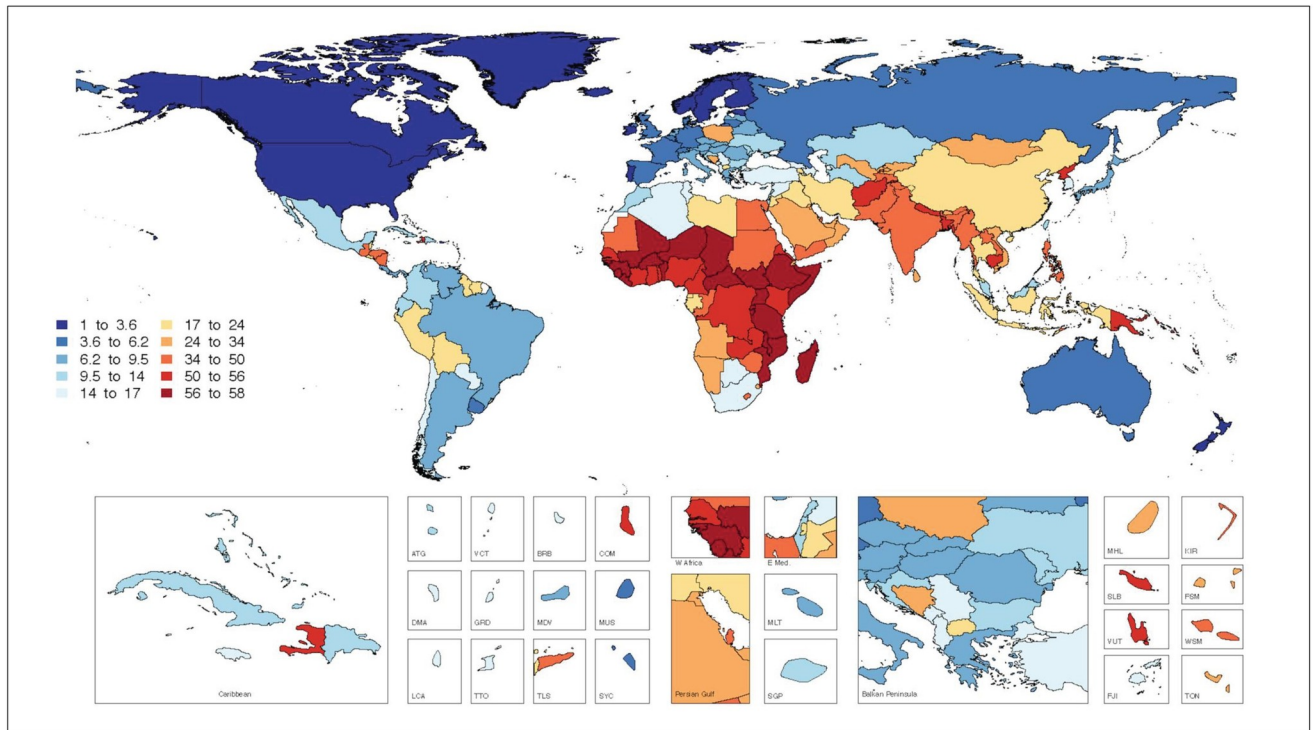 1 to 3.6
3.6 to 6.2
6.2 to 9.5
9.5 to 14
14 to 17
17 to 24
24 to 34
34 to 50
50 to 56
56 to 58
Caribbean
ATG
VCT
BRB
COM
DMA
GRD
MDV
MUS
LCA
TTO
TLS
SYC
W Africa
E Med.
Persian Gulf
MLT
SGP
Balkan Peninsula
MHL
KIR
SLB
FSM
VUT
WSM
FJI
TON